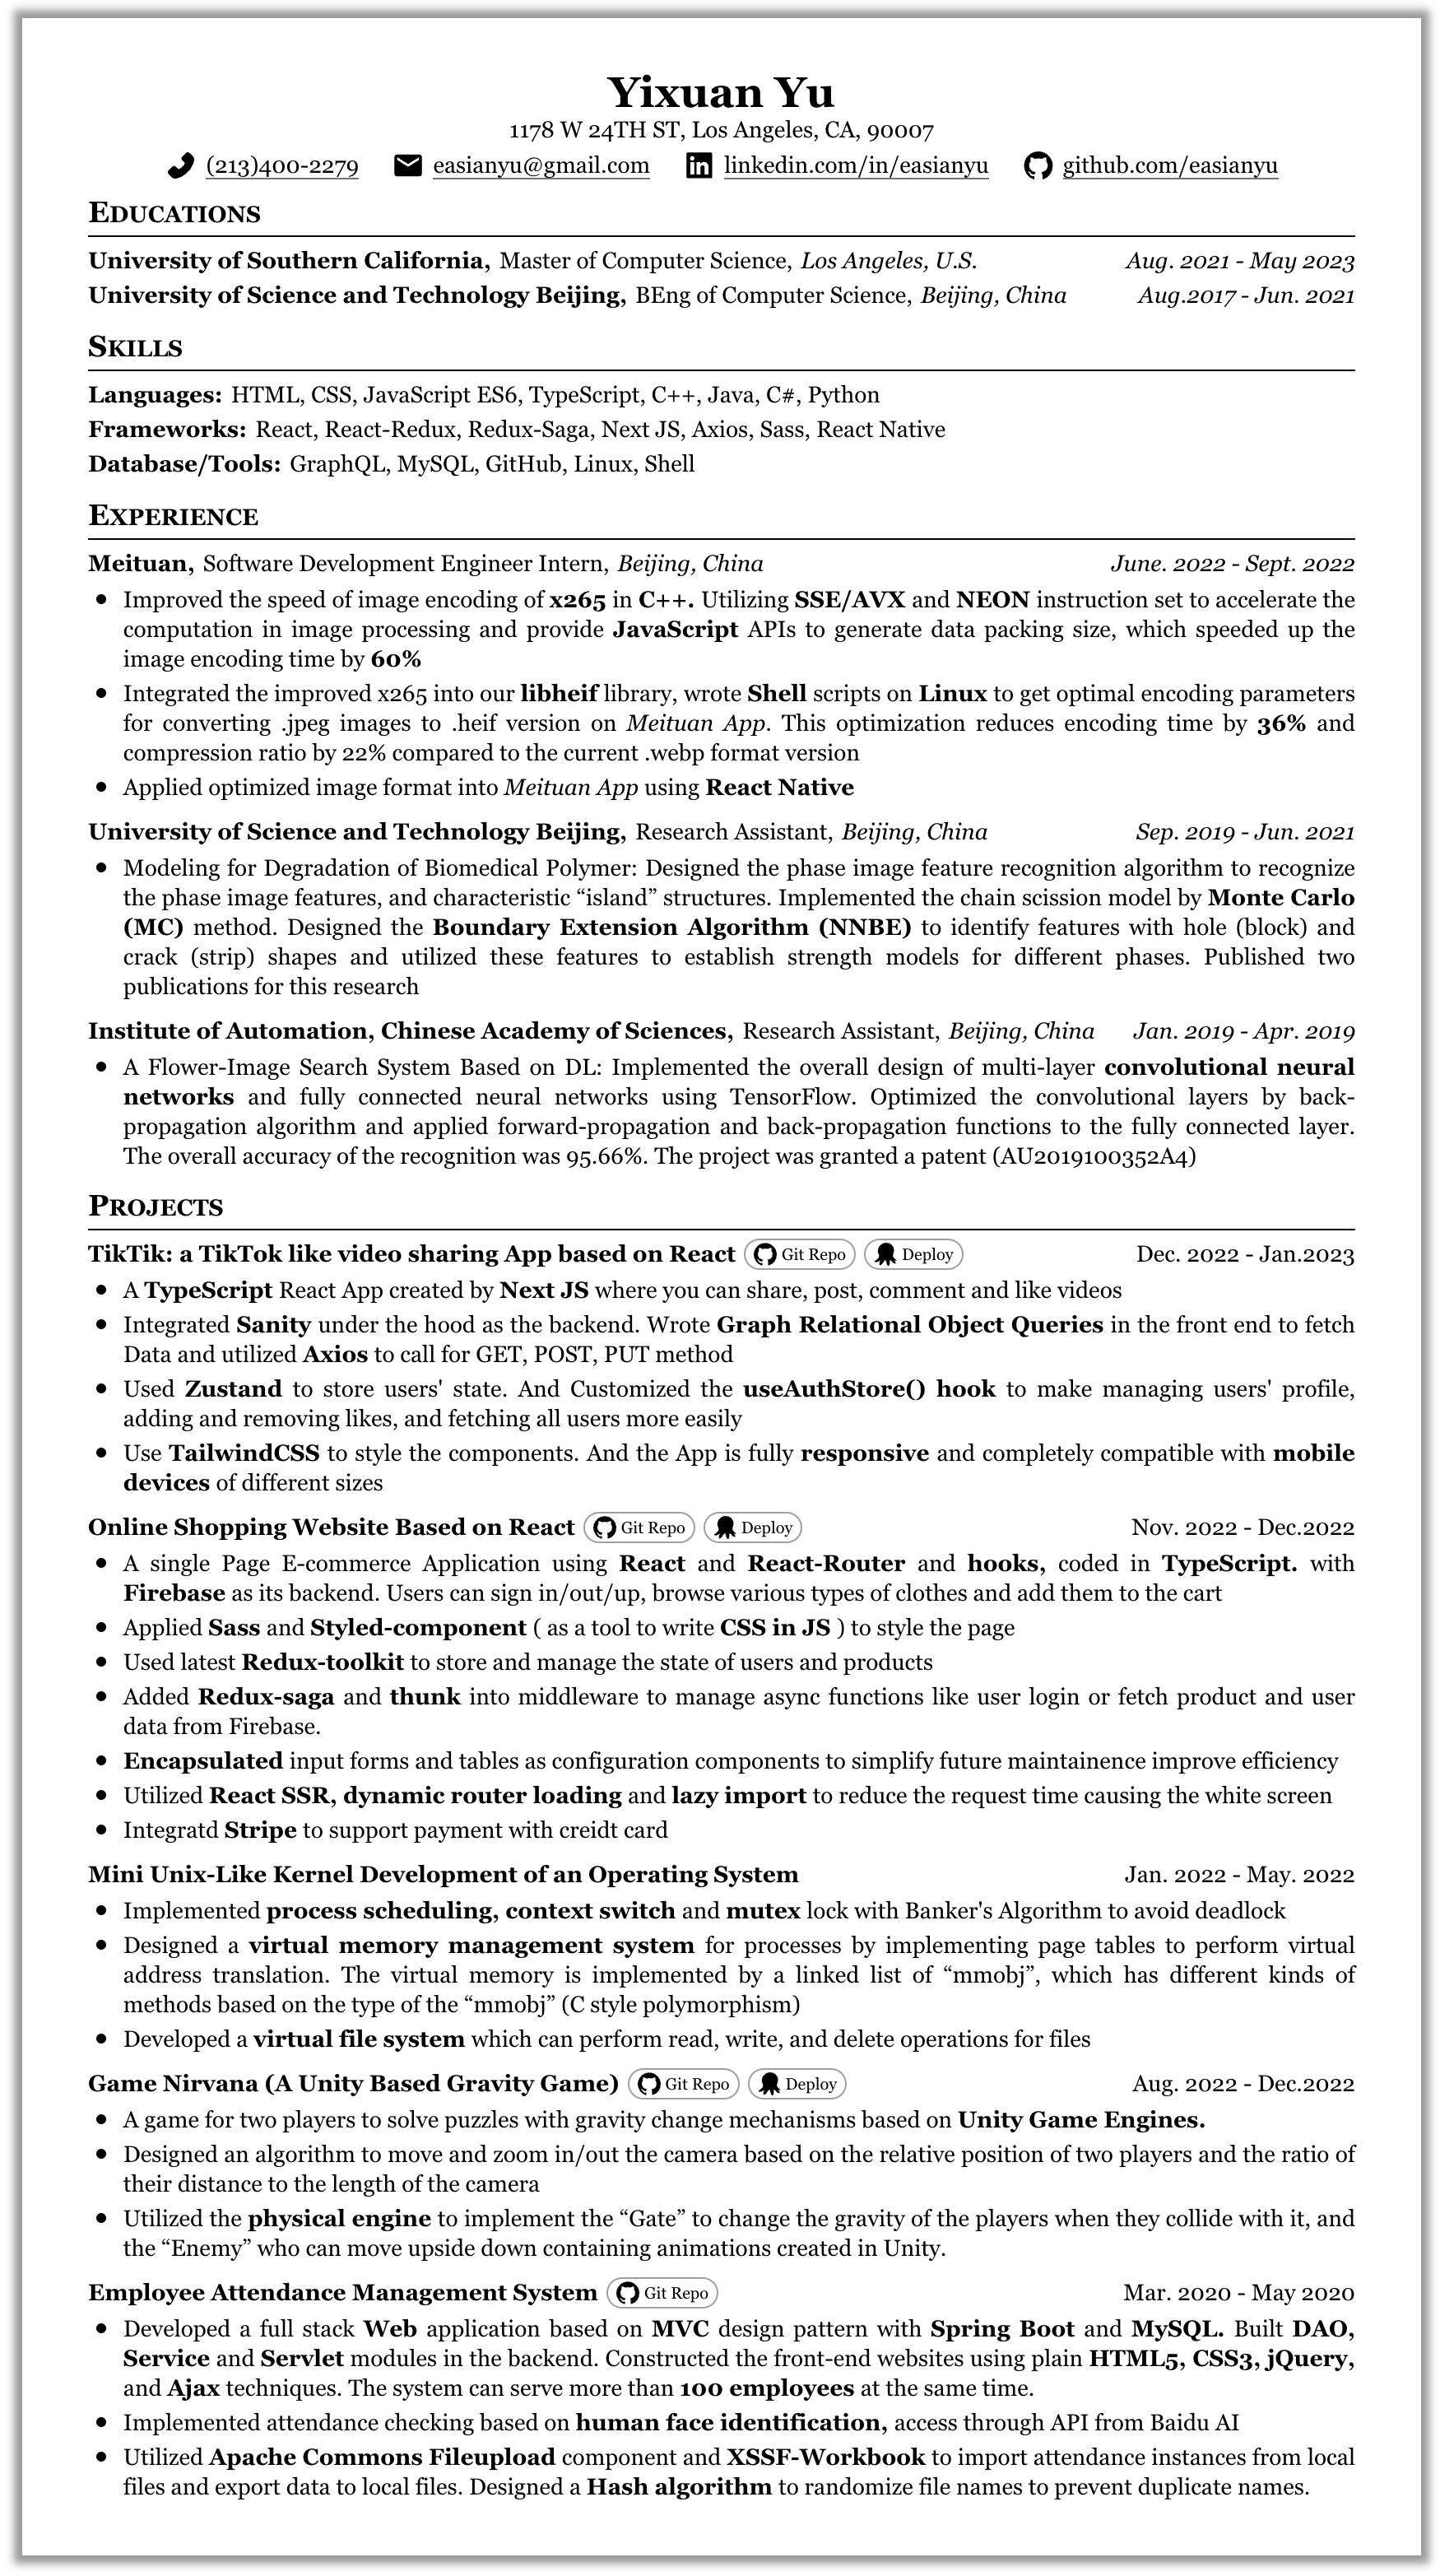 Yixuan Yu
1178 W 24TH ST, Los Angeles, CA, 90007
(213)400-2279 easianyu@gmail.com linkedin.com/in/easianyu github.com/easianyu
EDUCATIONS
University of Southern California, Master of Computer Science, Los Angeles, U.S. Aug. 2021 - May 2023
University of Science and Technology Beijing, BEng of Computer Science, Beijing, China Aug.2017 - Jun. 2021
SKILLS
Languages: HTML, CSS, JavaScript ES6, TypeScript, C++, Java, C#, Python
Frameworks: React, React-Redux, Redux-Saga, Next JS, Axios, Sass, React Native
Database/Tools: GraphQL, MySQL, GitHub, Linux, Shell
EXPERIENCE
Meituan, Software Development Engineer Intern, Beijing, China June. 2022 - Sept. 2022
• Improved the speed of image encoding of x265 in C++. Utilizing SSE/AVX and NEON instruction set to accelerate the
computation in image processing and provide JavaScript APIs to generate data packing size, which speeded up the
image encoding time by 60%
• Integrated the improved x265 into our libheif library, wrote Shell scripts on Linux to get optimal encoding parameters
for converting .jpeg images to .heif version on Meituan App. This optimization reduces encoding time by 36% and
compression ratio by 22% compared to the current .webp format version
• Applied optimized image format into Meituan App using React Native
University of Science and Technology Beijing, Research Assistant, Beijing, China Sep. 2019 - Jun. 2021
• Modeling for Degradation of Biomedical Polymer: Designed the phase image feature recognition algorithm to recognize
the phase image features, and characteristic “island” structures. Implemented the chain scission model by Monte Carlo
(MC) method. Designed the Boundary Extension Algorithm (NNBE) to identify features with hole (block) and
crack (strip) shapes and utilized these features to establish strength models for different phases. Published two
publications for this research
Institute of Automation, Chinese Academy of Sciences, Research Assistant, Beijing, China Jan. 2019 - Apr. 2019
• A Flower-Image Search System Based on DL: Implemented the overall design of multi-layer convolutional neural
networks and fully connected neural networks using TensorFlow. Optimized the convolutional layers by back-
propagation algorithm and applied forward-propagation and back-propagation functions to the fully connected layer.
The overall accuracy of the recognition was 95.66%. The project was granted a patent (AU2019100352A4)
PROJECTS
TikTik: a TikTok like video sharing App based on React Git Repo Deploy Dec. 2022 - Jan.2023
• A TypeScript React App created by Next JS where you can share, post, comment and like videos
• Integrated Sanity under the hood as the backend. Wrote Graph Relational Object Queries in the front end to fetch
Data and utilized Axios to call for GET, POST, PUT method
• Used Zustand to store users' state. And Customized the useAuthStore() hook to make managing users' profile,
adding and removing likes, and fetching all users more easily
• Use TailwindCSS to style the components. And the App is fully responsive and completely compatible with mobile
devices of different sizes
Online Shopping Website Based on React Git Repo Deploy Nov. 2022 - Dec.2022
• A single Page E-commerce Application using React and React-Router and hooks, coded in TypeScript. with
Firebase as its backend. Users can sign in/out/up, browse various types of clothes and add them to the cart
• Applied Sass and Styled-component ( as a tool to write CSS in JS ) to style the page
• Used latest Redux-toolkit to store and manage the state of users and products
• Added Redux-saga and thunk into middleware to manage async functions like user login or fetch product and user
data from Firebase.
• Encapsulated input forms and tables as configuration components to simplify future maintainence improve efficiency
• Utilized React SSR, dynamic router loading and lazy import to reduce the request time causing the white screen
• Integratd Stripe to support payment with creidt card
Mini Unix-Like Kernel Development of an Operating System Jan. 2022 - May. 2022
• Implemented process scheduling, context switch and mutex lock with Banker's Algorithm to avoid deadlock
• Designed a virtual memory management system for processes by implementing page tables to perform virtual
address translation. The virtual memory is implemented by a linked list of “mmobj”, which has different kinds of
methods based on the type of the “mmobj” (C style polymorphism)
• Developed a virtual file system which can perform read, write, and delete operations for files
Game Nirvana (A Unity Based Gravity Game) Git Repo Deploy Aug. 2022 - Dec.2022
• A game for two players to solve puzzles with gravity change mechanisms based on Unity Game Engines.
• Designed an algorithm to move and zoom in/out the camera based on the relative position of two players and the ratio of
their distance to the length of the camera
• Utilized the physical engine to implement the “Gate” to change the gravity of the players when they collide with it, and
the “Enemy” who can move upside down containing animations created in Unity.
Employee Attendance Management System Git Repo Mar. 2020 - May 2020
• Developed a full stack Web application based on MVC design pattern with Spring Boot and MySQL. Built DAO,
Service and Servlet modules in the backend. Constructed the front-end websites using plain HTML5, CSS3, jQuery,
and Ajax techniques. The system can serve more than 100 employees at the same time.
• Implemented attendance checking based on human face identification, access through API from Baidu AI
• Utilized Apache Commons Fileupload component and XSSF-Workbook to import attendance instances from local
files and export data to local files. Designed a Hash algorithm to randomize file names to prevent duplicate names.